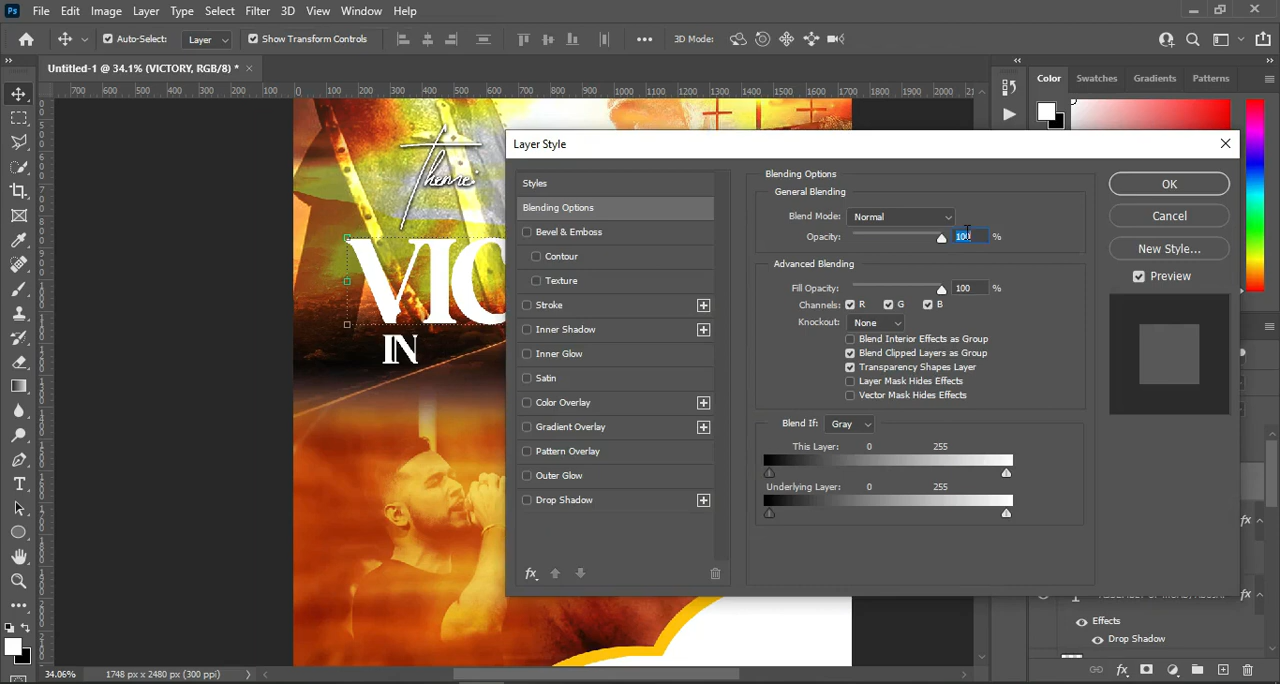 Ps File Edit Image Layer Type Select Filter 3D View Window Help
Auto-Select: Layer Show Transform Controls 3D Mode:
Untitled-1 @ 34.1% (VICTORY, RGB/8) *
Color Swatches Gradients Patterns
700 600 500 400 300 200 100 0 100 200 300 400 500 600 700 800 900 1000 1100 1200 1300 1400 1500 1600 1700 1800 1900 2000
Layer Style
Theme:
VIC
IN
Styles
Blending Options
Bevel & Emboss
Contour
Texture
Stroke
Inner Shadow
Inner Glow
Satin
Color Overlay
Gradient Overlay
Pattern Overlay
Outer Glow
Drop Shadow
fx
Blending Options
General Blending
Blend Mode: Normal
Opacity: 100 %
Advanced Blending
Fill Opacity: 100 %
Channels: R G B
Knockout: None
Blend Interior Effects as Group
Blend Clipped Layers as Group
Transparency Shapes Layer
Layer Mask Hides Effects
Vector Mask Hides Effects
Blend If: Gray
This Layer: 0 255
Underlying Layer: 0 255
OK
Cancel
New Style...
Preview
fx
fx
Effects
Drop Shadow
34.06% 1748 px x 2480 px (300 ppi)
fx